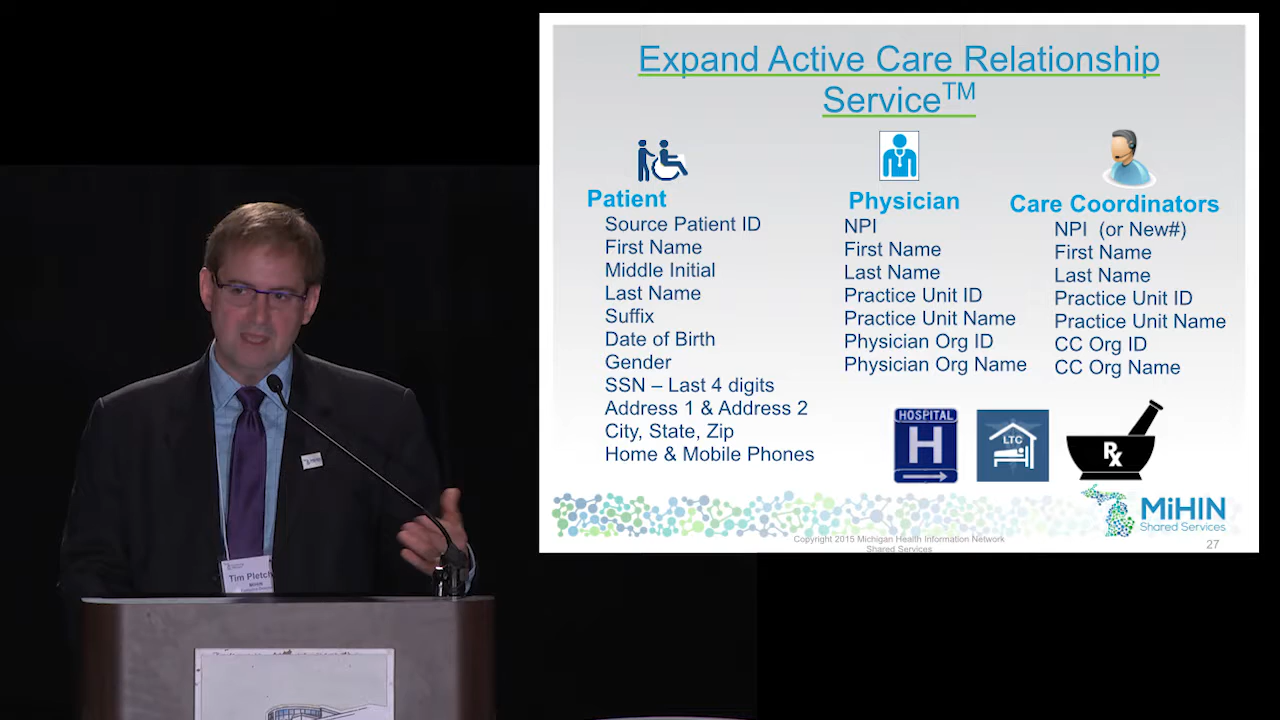 Expand Active Care Relationship
Service™
Patient
Source Patient ID
First Name
Middle Initial
Last Name
Suffix
Date of Birth
Gender
SSN – Last 4 digits
Address 1 & Address 2
City, State, Zip
Home & Mobile Phones
Physician
NPI
First Name
Last Name
Practice Unit ID
Practice Unit Name
Physician Org ID
Physician Org Name
Care Coordinators
NPI (or New#)
First Name
Last Name
Practice Unit ID
Practice Unit Name
CC Org ID
CC Org Name
HOSPITAL
H
LTC
Rx
MiHIN
Shared Services
Copyright 2015 Michigan Health Information Network
Shared Services
27
Tim Pletch